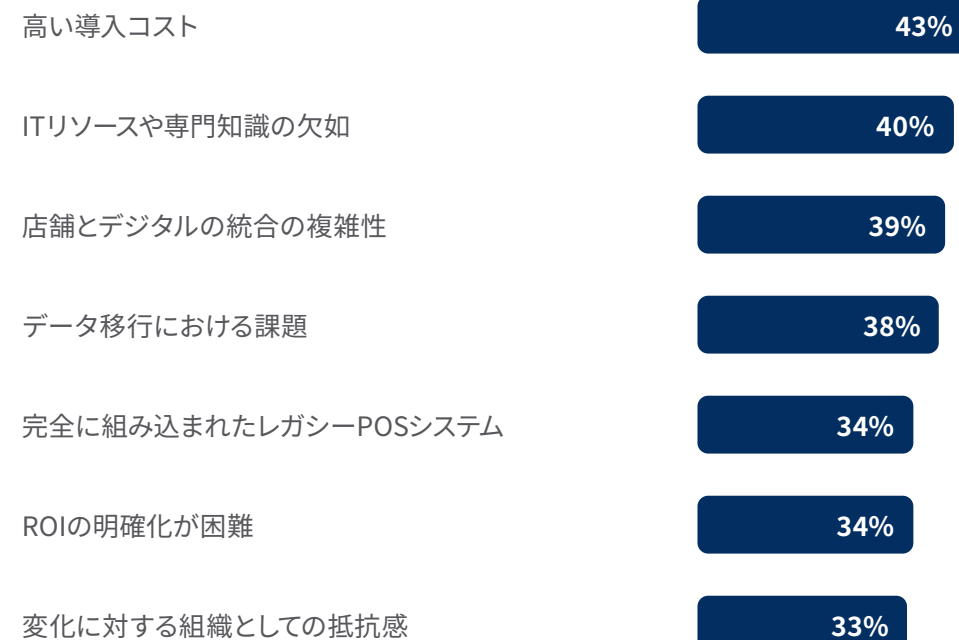 高い導入コスト 43%
ITリソースや専門知識の欠如 40%
店舗とデジタルの統合の複雑性 39%
データ移行における課題 38%
完全に組み込まれたレガシーPOSシステム 34%
ROIの明確化が困難 34%
変化に対する組織としての抵抗感 33%